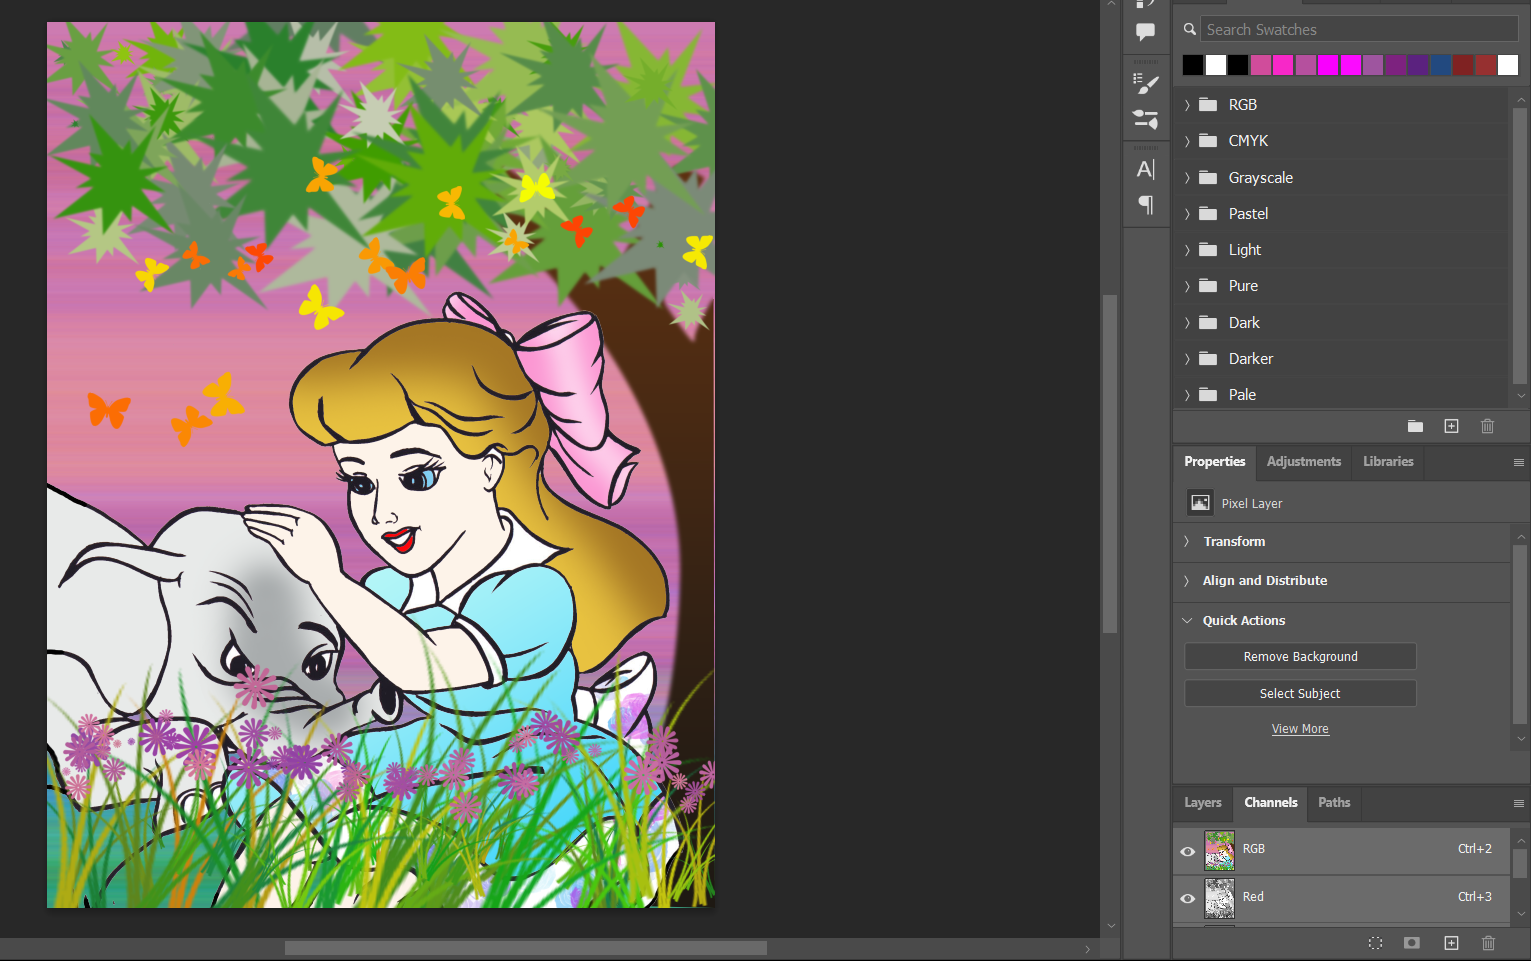 Search Swatches
RGB
CMYK
Grayscale
Pastel
Light
Pure
Dark
Darker
Pale
Properties
Adjustments
Libraries
Pixel Layer
Transform
Align and Distribute
Quick Actions
Remove Background
Select Subject
View More
Layers
Channels
Paths
RGB Ctrl+2
Red Ctrl+3